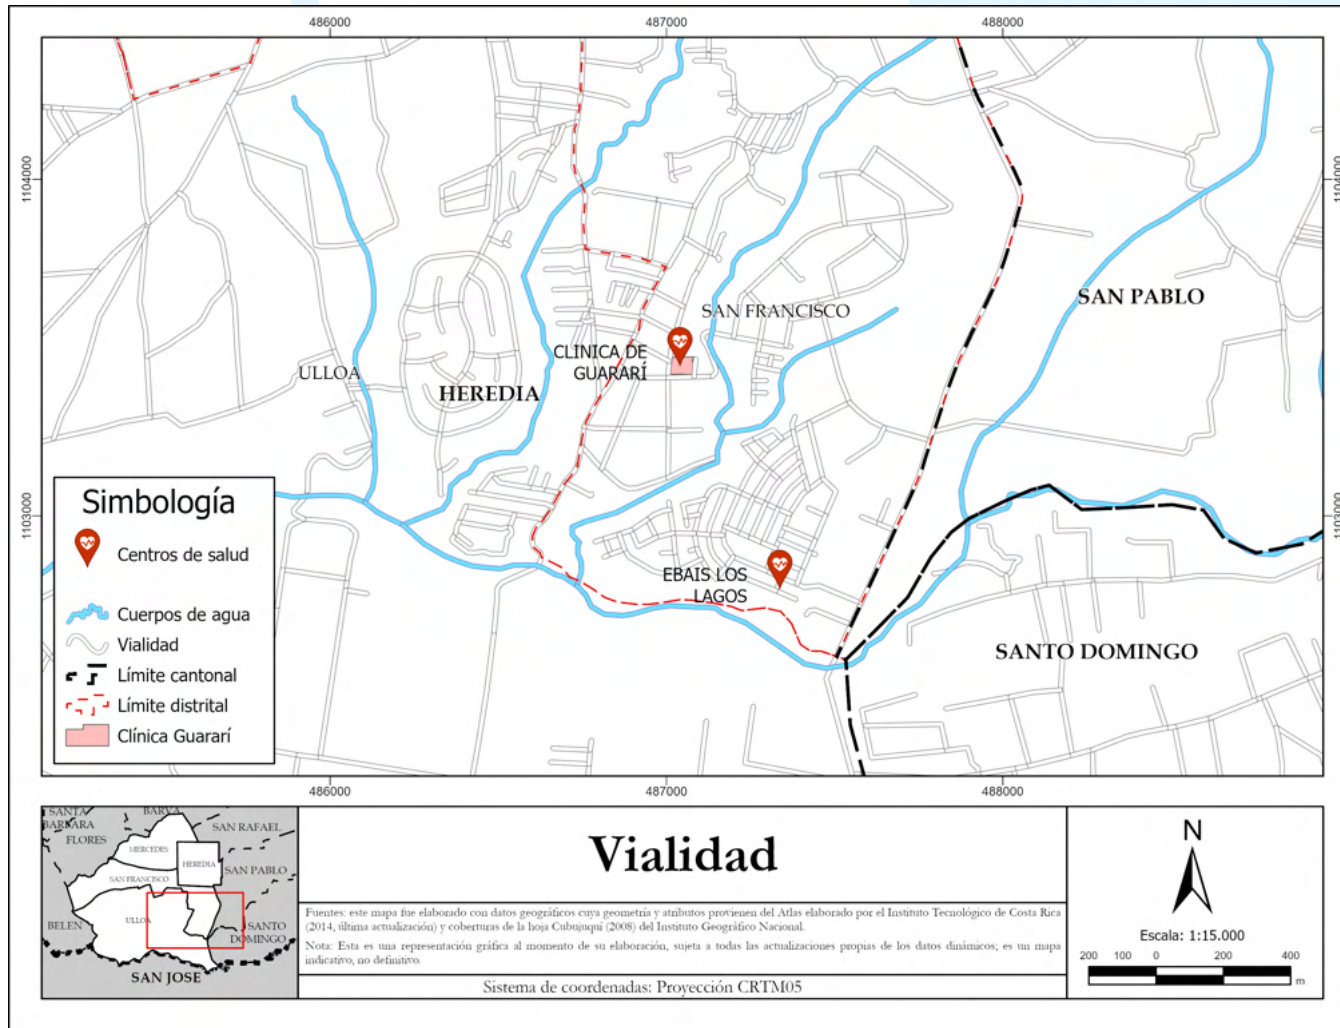 486000
487000
488000
1104000
1104000
SAN PABLO
SAN FRANCISCO
CLINICA DE
GUARARÍ
ULLOA
HEREDIA
1103000
1103000
Simbología
Centros de salud
Cuerpos de agua
Vialidad
Límite cantonal
Límite distrital
Clínica Guararí
EBAIS LOS
LAGOS
SANTO DOMINGO
486000
487000
488000
SANTA
BARBARA
BARVA
FLORES
SAN RAFAEL
MERCEDES
HEREDIA
SAN PABLO
SAN FRANCISCO
BELEN
ULLOA
SANTO
DOMINGO
SAN JOSE
Vialidad
Fuentes: este mapa fue elaborado con datos geográficos cuya geometría y atributos provienen del Atlas elaborado por el Instituto Tecnológico de Costa Rica
(2014, última actualización) y coberturas de la hoja Cubujuquí (2008) del Instituto Geográfico Nacional.
Nota: Esta es una representación gráfica al momento de su elaboración, sujeta a todas las actualizaciones propias de los datos dinámicos; es un mapa
indicativo, no definitivo.
Sistema de coordenadas: Proyección CRTM05
N
Escala: 1:15.000
200 100 0 200 400
m